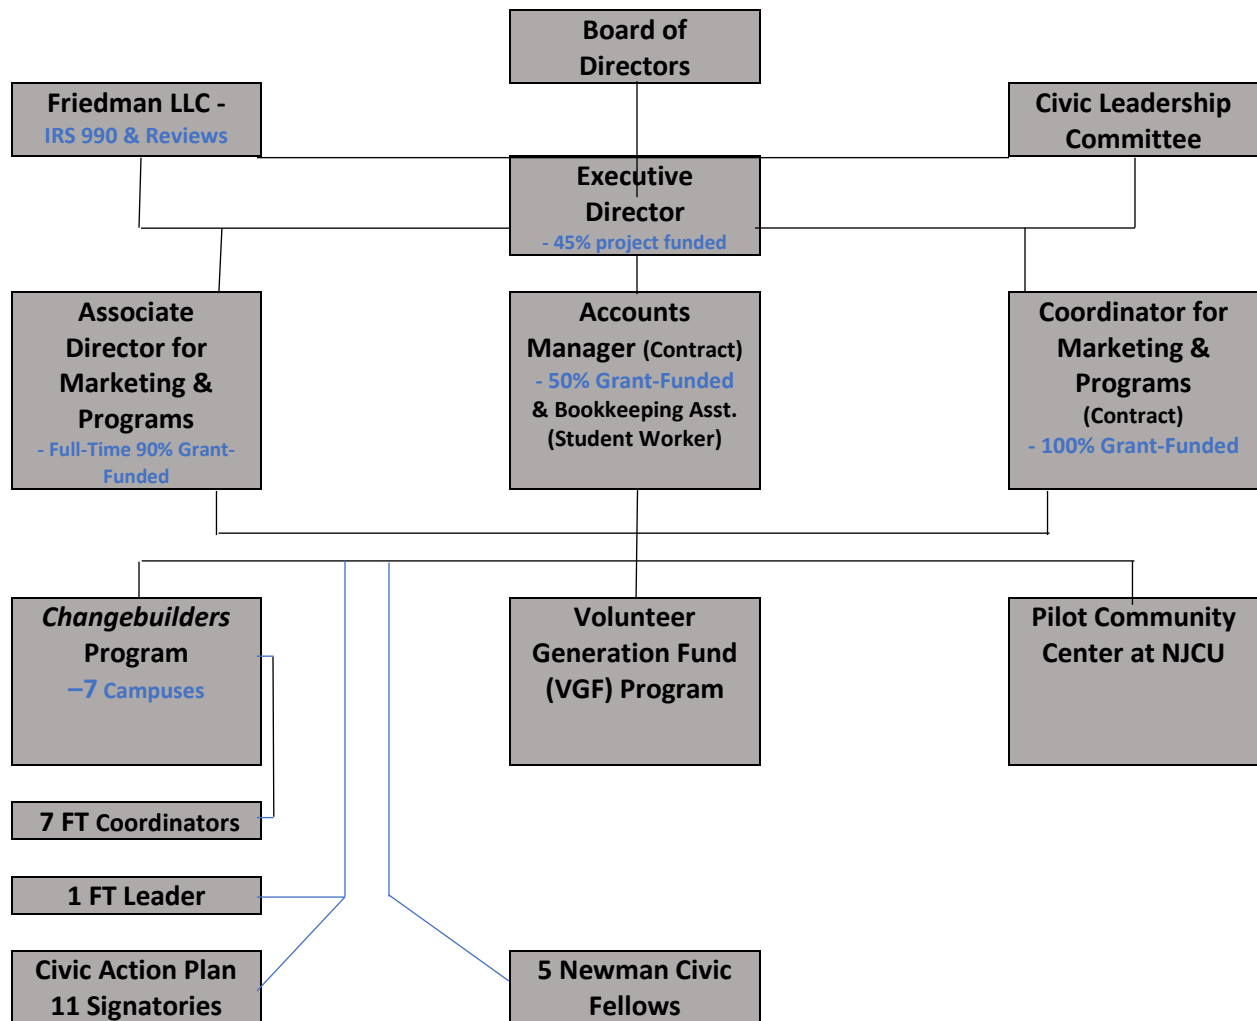 Board of
Directors
Friedman LLC -
IRS 990 & Reviews
Civic Leadership
Committee
Executive
Director
- 45% project funded
Associate
Director for
Marketing &
Programs
- Full-Time 90% Grant-
Funded
Accounts
Manager (Contract)
- 50% Grant-Funded
& Bookkeeping Asst.
(Student Worker)
Coordinator for
Marketing &
Programs
(Contract)
- 100% Grant-Funded
Changebuilders
Program
–7 Campuses
Volunteer
Generation Fund
(VGF) Program
Pilot Community
Center at NJCU
7 FT Coordinators
1 FT Leader
Civic Action Plan
11 Signatories
5 Newman Civic
Fellows